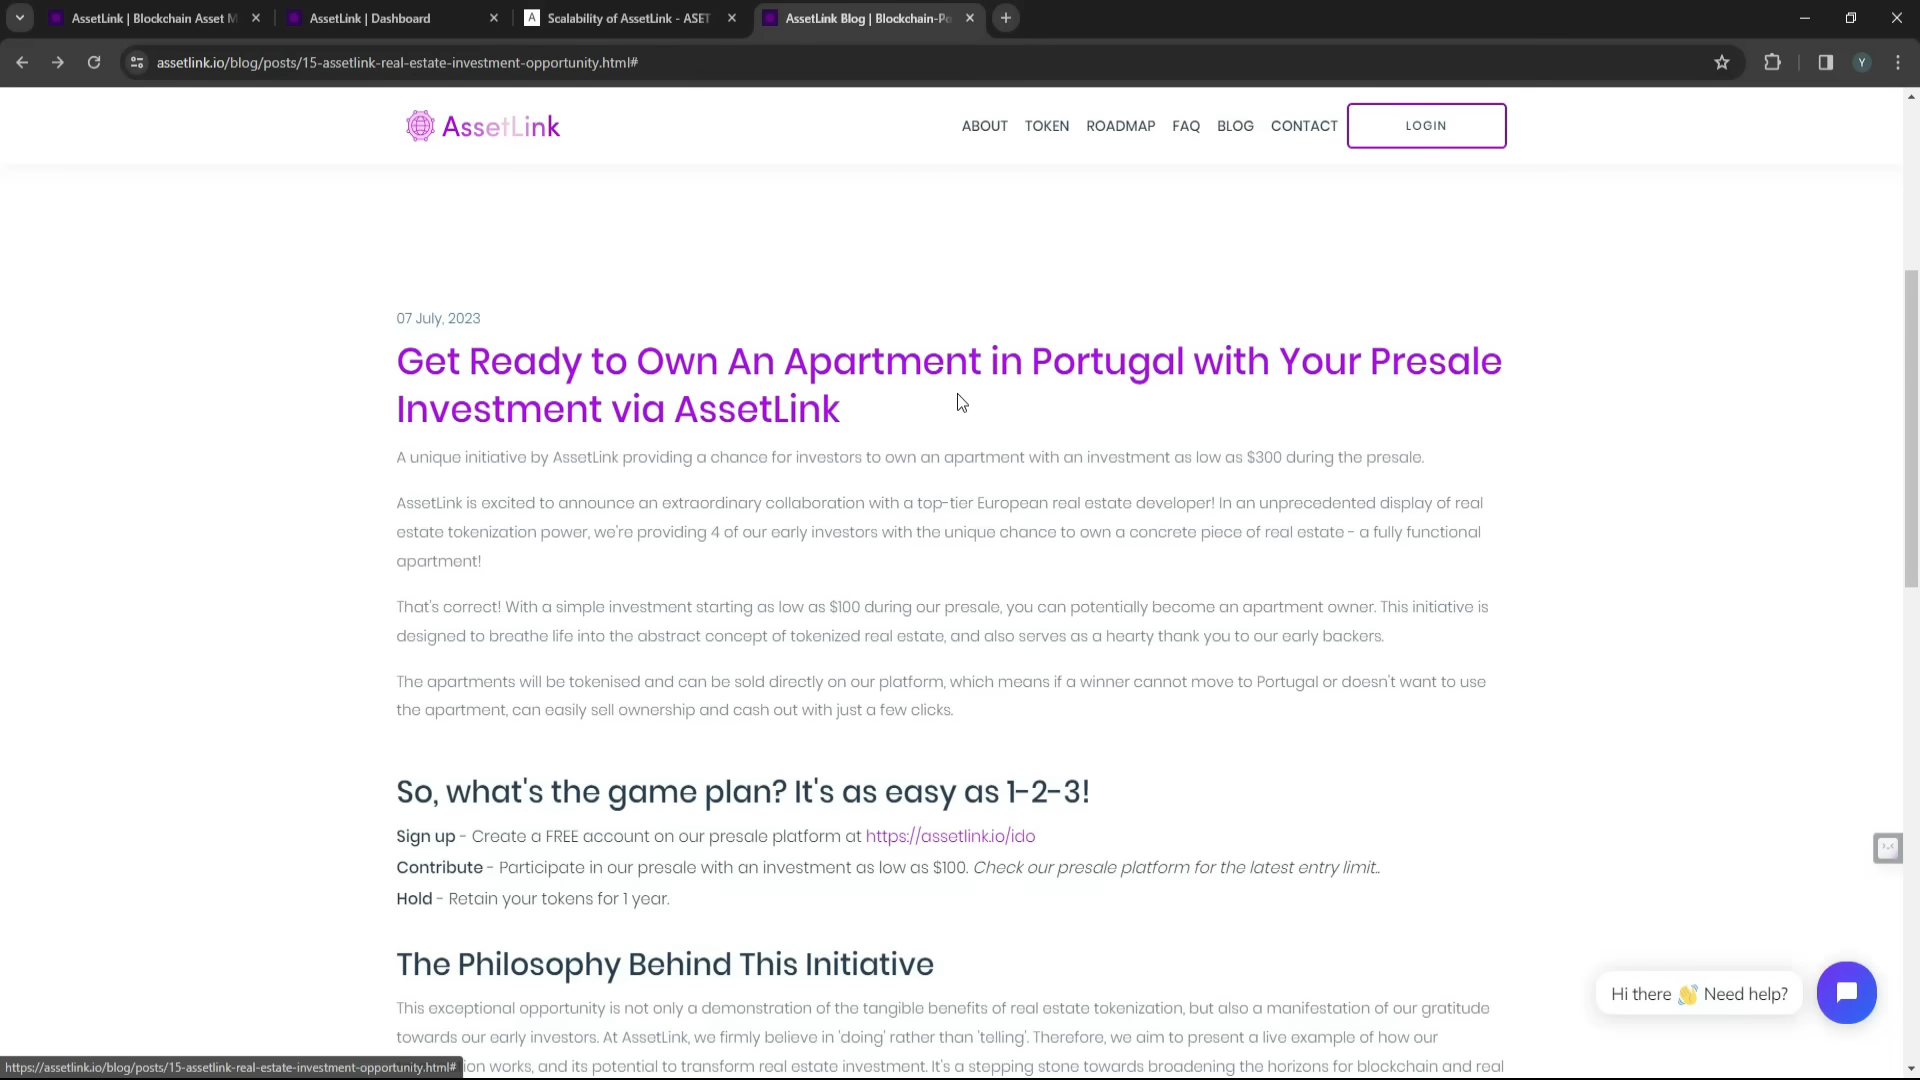 AssetLink | Blockchain Asset M
AssetLink | Dashboard
A
Scalability of AssetLink - ASET
AssetLink Blog | Blockchain-Po
assetlink.io/blog/posts/15-assetlink-real-estate-investment-opportunity.html#
Y
AssetLink
ABOUT
TOKEN
ROADMAP
FAQ
BLOG
CONTACT
LOGIN
07 July, 2023
Get Ready to Own An Apartment in Portugal with Your Presale
Investment via AssetLink
A unique initiative by AssetLink providing a chance for investors to own an apartment with an investment as low as $300 during the presale.
AssetLink is excited to announce an extraordinary collaboration with a top-tier European real estate developer! In an unprecedented display of real
estate tokenization power, we're providing 4 of our early investors with the unique chance to own a concrete piece of real estate - a fully functional
apartment!
That's correct! With a simple investment starting as low as $100 during our presale, you can potentially become an apartment owner. This initiative is
designed to breathe life into the abstract concept of tokenized real estate, and also serves as a hearty thank you to our early backers.
The apartments will be tokenised and can be sold directly on our platform, which means if a winner cannot move to Portugal or doesn't want to use
the apartment, can easily sell ownership and cash out with just a few clicks.
So, what's the game plan? It's as easy as 1-2-3!
Sign up - Create a FREE account on our presale platform at https://assetlink.io/ido
Contribute - Participate in our presale with an investment as low as $100. Check our presale platform for the latest entry limit..
Hold - Retain your tokens for 1 year.
The Philosophy Behind This Initiative
This exceptional opportunity is not only a demonstration of the tangible benefits of real estate tokenization, but also a manifestation of our gratitude
towards our early investors. At AssetLink, we firmly believe in 'doing' rather than 'telling'. Therefore, we aim to present a live example of how our
ion works, and its potential to transform real estate investment. It's a stepping stone towards broadening the horizons for blockchain and real
Hi there 👋 Need help?
https://assetlink.io/blog/posts/15-assetlink-real-estate-investment-opportunity.html#